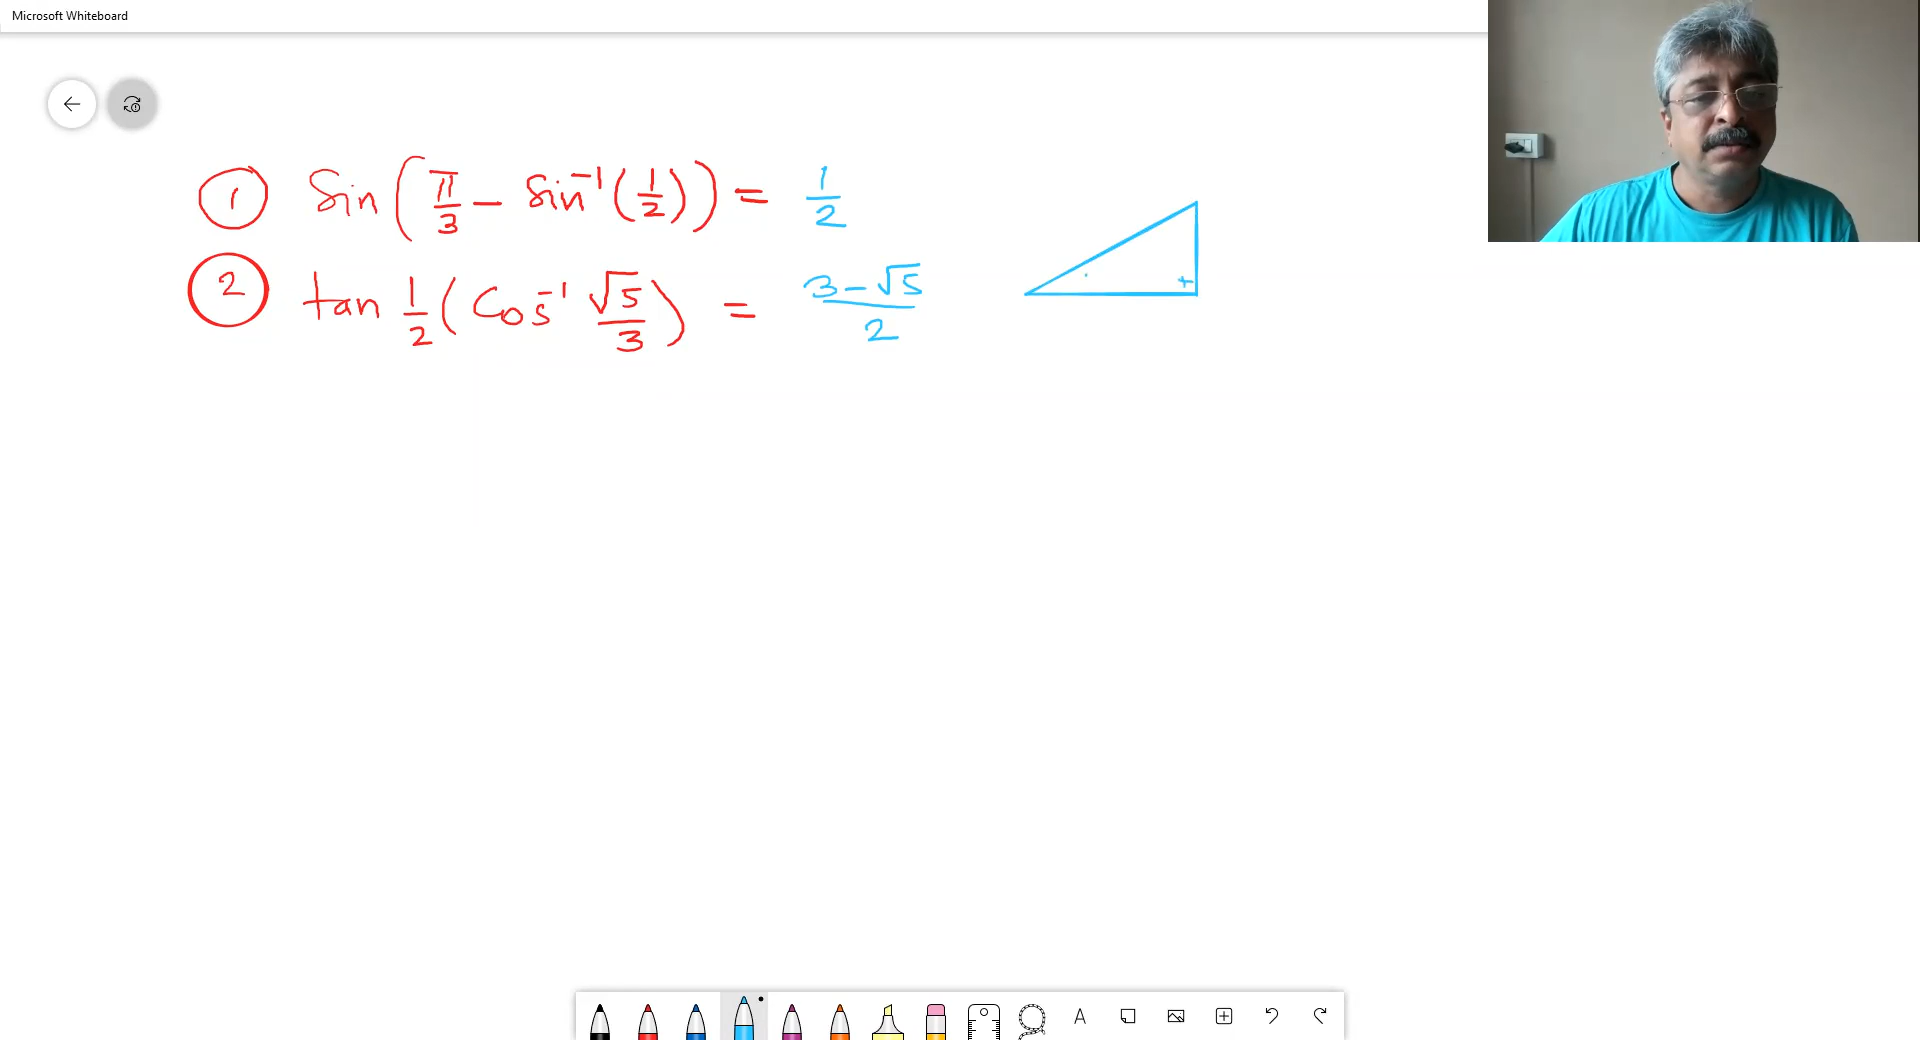 Microsoft Whiteboard
① sin(π/3 − sin⁻¹(1/2)) = 1/2
② tan 1/2 (cos⁻¹ √5/3) = 3−√5/2
A